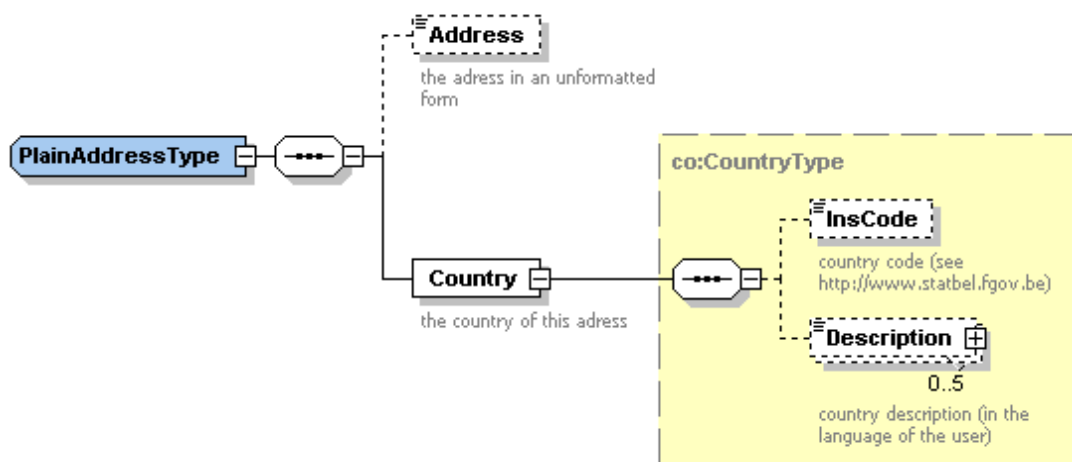 Address
the adress in an unformatted
form
PlainAddressType
co:CountryType
InsCode
country code (see
http://www.statbel.fgov.be)
Country
the country of this adress
Description
0..5
country description (in the
language of the user)